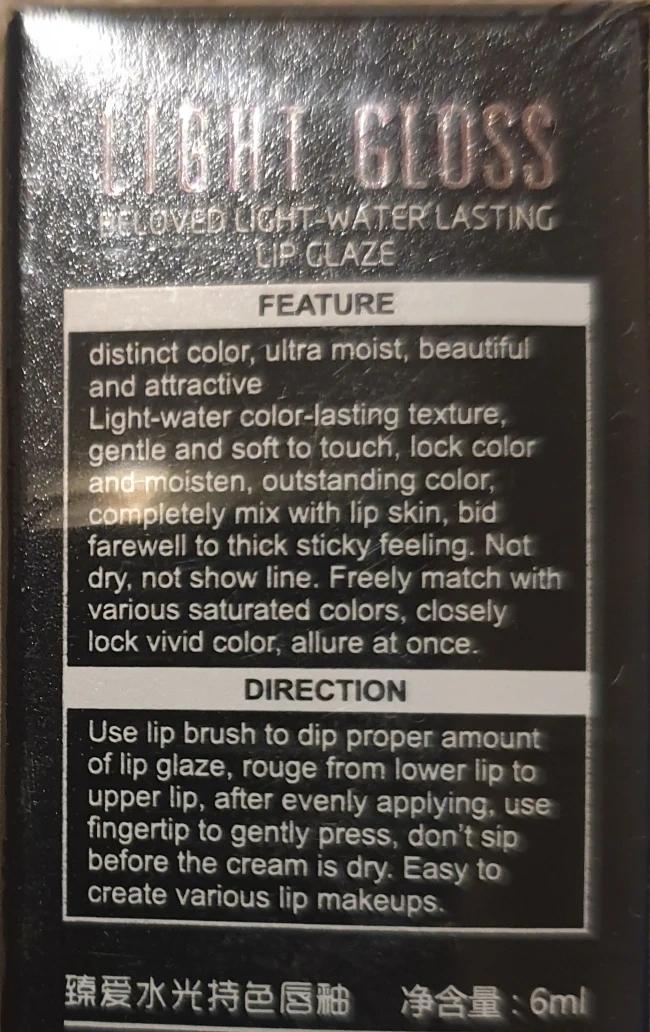 LIGHT GLOSS
BELOVED LIGHT-WATER LASTING
LIP GLAZE
FEATURE
distinct color, ultra moist, beautiful
and attractive
Light-water color-lasting texture,
gentle and soft to touch, lock color
and moisten, outstanding color,
completely mix with lip skin, bid
farewell to thick sticky feeling. Not
dry, not show line. Freely match with
various saturated colors, closely
lock vivid color, allure at once.
DIRECTION
Use lip brush to dip proper amount
of lip glaze, rouge from lower lip to
upper lip, after evenly applying, use
fingertip to gently press, don't sip
before the cream is dry. Easy to
create various lip makeups.
臻爱水光持色唇釉 净含量：6ml